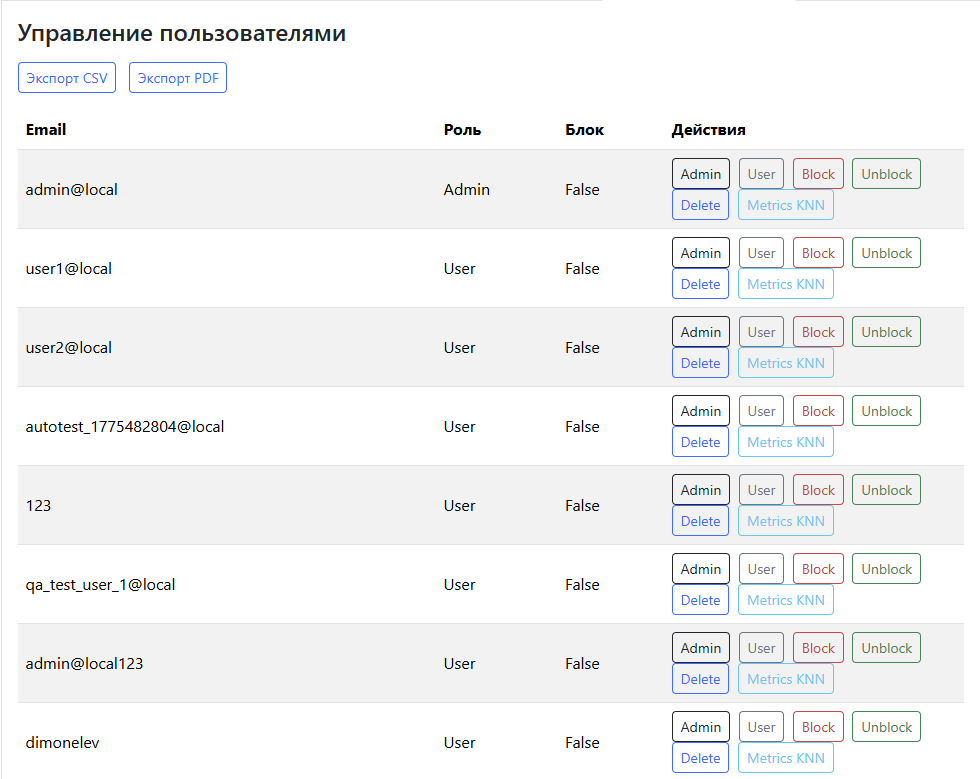 Управление пользователями
Экспорт CSV Экспорт PDF
Email Роль Блок Действия
admin@local Admin False Admin User Block Unblock
Delete Metrics KNN
user1@local User False Admin User Block Unblock
Delete Metrics KNN
user2@local User False Admin User Block Unblock
Delete Metrics KNN
autotest_1775482804@local User False Admin User Block Unblock
Delete Metrics KNN
123 User False Admin User Block Unblock
Delete Metrics KNN
qa_test_user_1@local User False Admin User Block Unblock
Delete Metrics KNN
admin@local123 User False Admin User Block Unblock
Delete Metrics KNN
dimonelev User False Admin User Block Unblock
Delete Metrics KNN